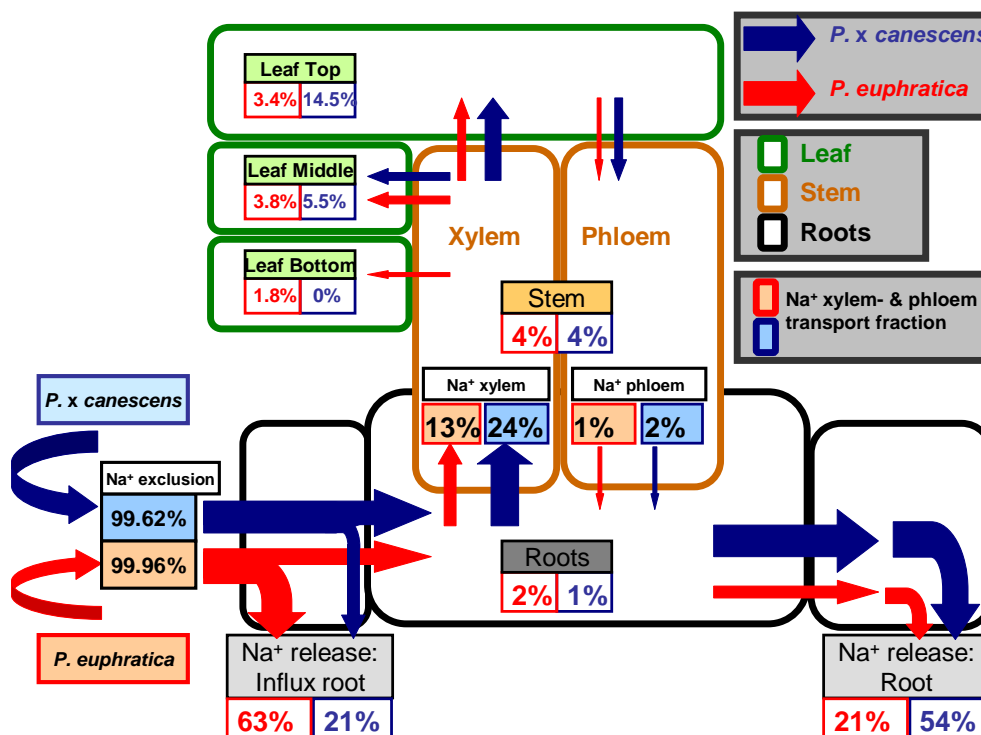 P. x canescens
P. euphratica
Leaf
Stem
Roots
Na⁺ xylem- & phloem
transport fraction
Leaf Top
3.4% 14.5%
Leaf Middle
3.8% 5.5%
Leaf Bottom
1.8% 0%
Xylem
Phloem
Stem
4% 4%
Na⁺ xylem
13% 24%
Na⁺ phloem
1% 2%
P. x canescens
Na⁺ exclusion
99.62%
99.96%
P. euphratica
Roots
2% 1%
Na⁺ release:
Influx root
63% 21%
Na⁺ release:
Root
21% 54%